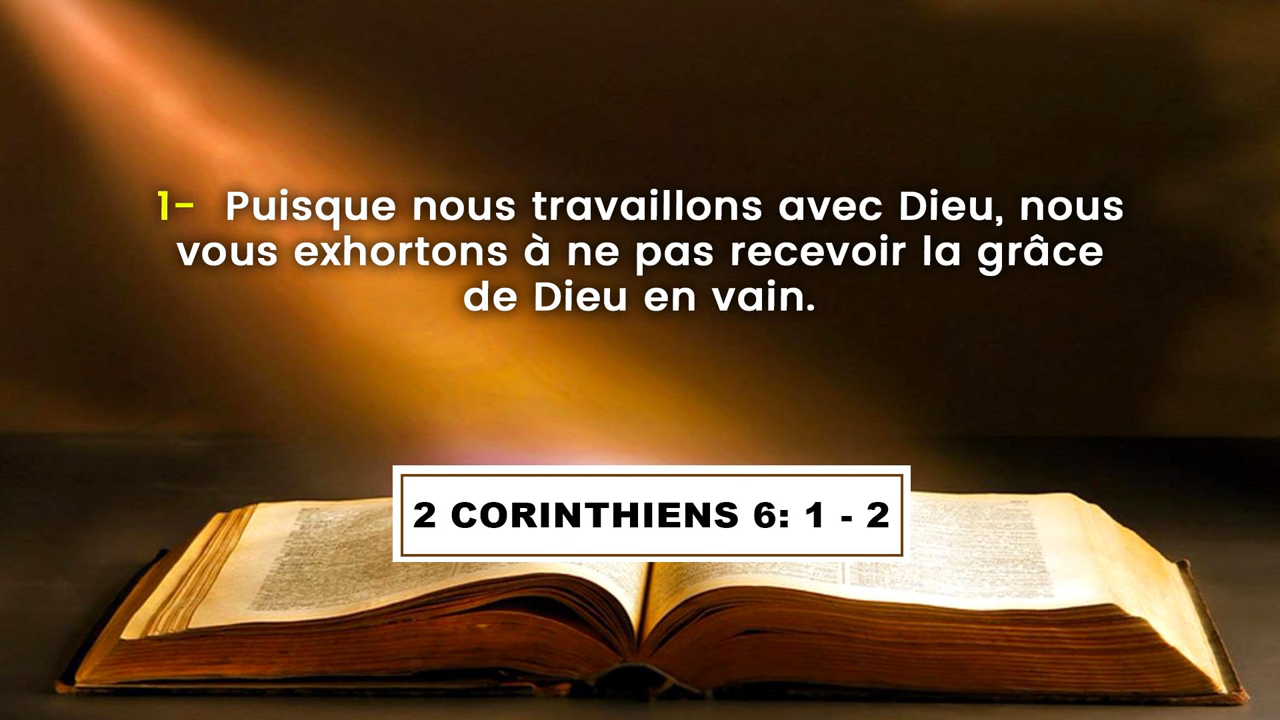 1- Puisque nous travaillons avec Dieu, nous
vous exhortons à ne pas recevoir la grâce
de Dieu en vain.
2 CORINTHIENS 6: 1 - 2